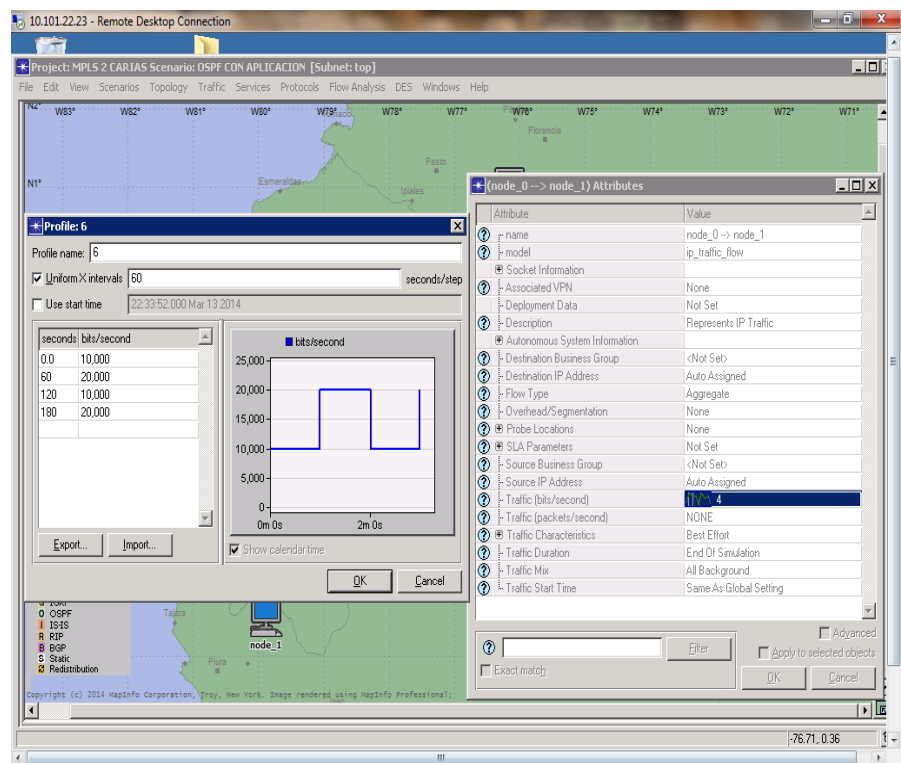 10.101.22.23 - Remote Desktop Connection
Project: MPLS 2 CARIAS Scenario: OSPF CON APLICACION [Subnet: top]
File Edit View Scenarios Topology Traffic Services Protocols Flow Analysis DES Windows Help
N2° W83° W82° W81° W80° W79° W78° W77° W76° W75° W74° W73° W72° W71°
Florencia
Pasto
N1°
Esmeraldas
Ipiales
Profile: 6
Profile name: 6
Uniform X intervals 60 seconds/step
Use start time 22:33:52.000 Mar 13 2014
seconds bits/second
0.0 10,000
60 20,000
120 10,000
180 20,000
bits/second
25,000
20,000
15,000
10,000
5,000
0
0m 0s 2m 0s
Export... Import...
Show calendar time
OK Cancel
(node_0 --> node_1) Attributes
Attribute Value
name node_0 --> node_1
model ip_traffic_flow
Socket Information
Associated VPN None
Deployment Data Not Set
Description Represents IP Traffic
Autonomous System Information
Destination Business Group <Not Set>
Destination IP Address Auto Assigned
Flow Type Aggregate
Overhead/Segmentation None
Probe Locations None
SLA Parameters Not Set
Source Business Group <Not Set>
Source IP Address Auto Assigned
Traffic (bits/second) 4
Traffic (packets/second) NONE
Traffic Characteristics Best Effort
Traffic Duration End Of Simulation
Traffic Mix All Background
Traffic Start Time Same As Global Setting
Advanced
Filter
Apply to selected objects
Exact match
OK Cancel
O OSPF
I IS-IS
R RIP
B BGP
S Static
Redistribution
Talara
node_1
Piura
Copyright (c) 2014 MapInfo Corporation, Troy, New York. Image rendered using MapInfo Professional;
-76.71, 0.36